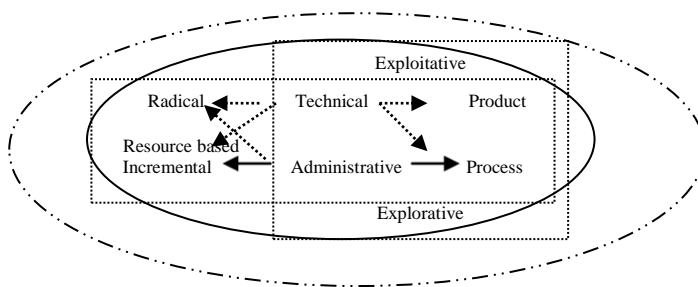 Exploitative
Radical Technical Product
Resource based
Incremental Administrative Process
Explorative